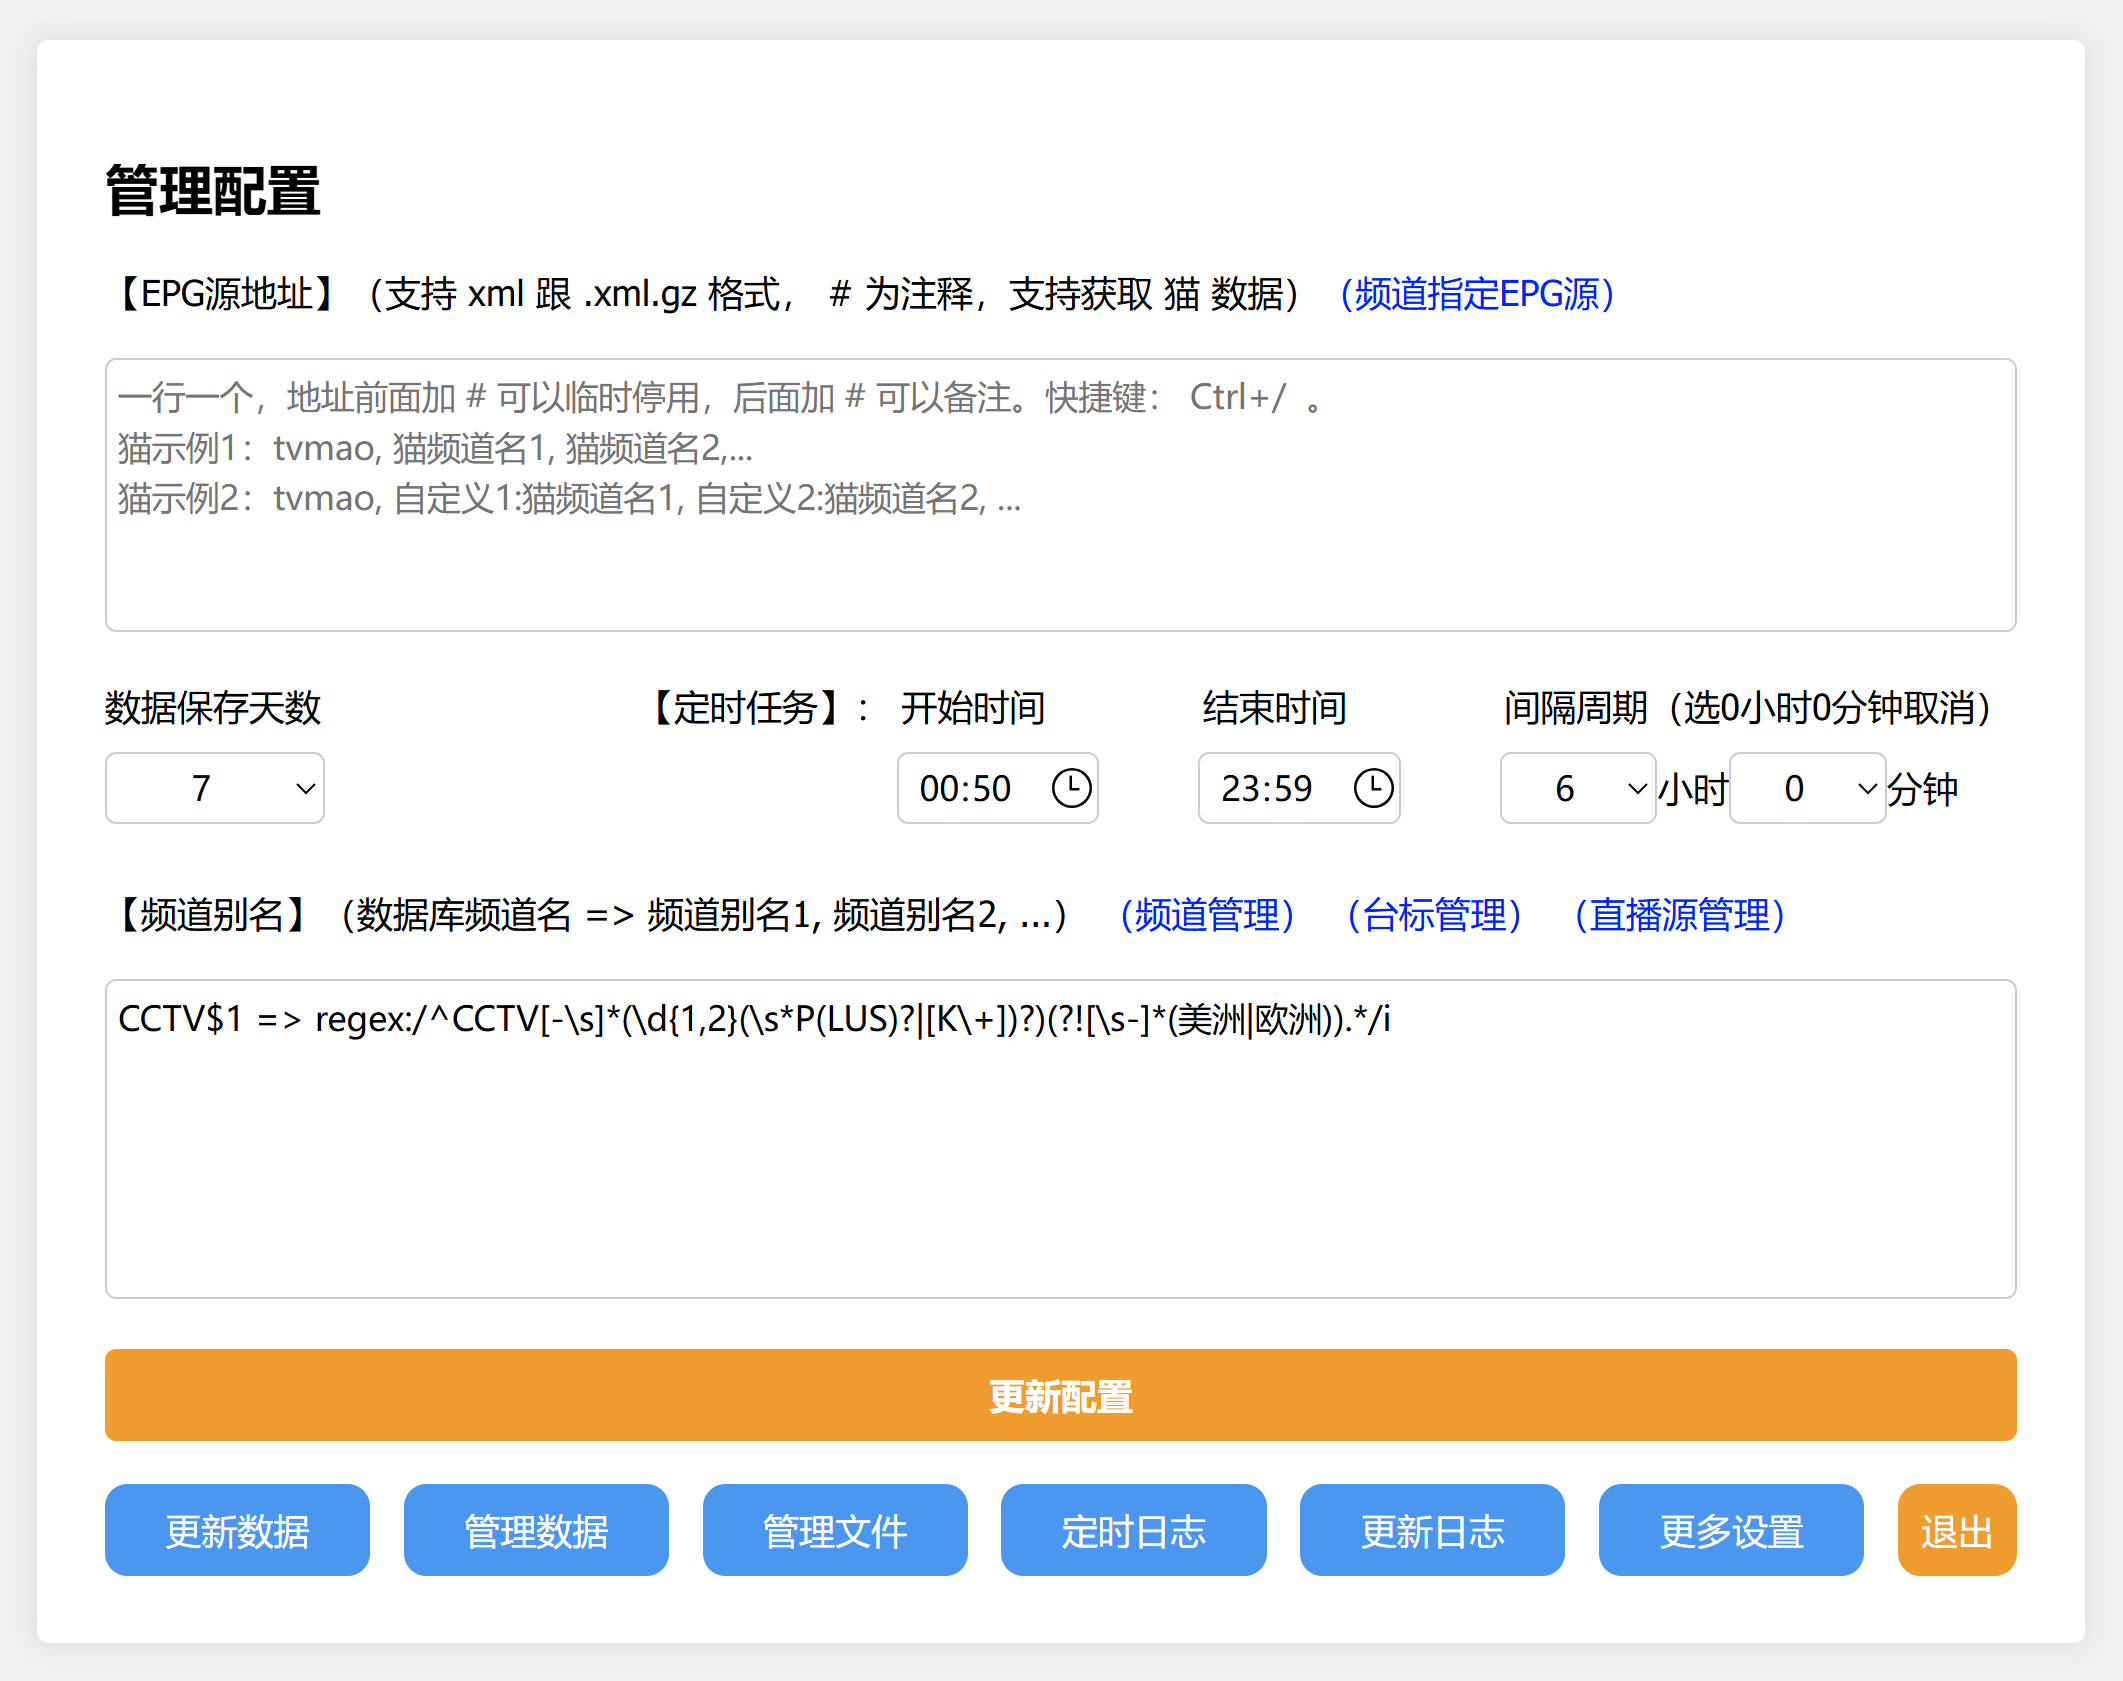 管理配置
【EPG源地址】（支持 xml 跟 .xml.gz 格式， # 为注释，支持获取 猫 数据）（频道指定EPG源）
一行一个，地址前面加 # 可以临时停用，后面加 # 可以备注。快捷键： Ctrl+/ 。
猫示例1：tvmao, 猫频道名1, 猫频道名2,...
猫示例2：tvmao, 自定义1:猫频道名1, 自定义2:猫频道名2, ...
数据保存天数 【定时任务】： 开始时间 结束时间 间隔周期（选0小时0分钟取消）
7 00:50 23:59 6 小时 0 分钟
【频道别名】（数据库频道名 => 频道别名1, 频道别名2, ...） （频道管理） （台标管理） （直播源管理）
CCTV$1 => regex:/^CCTV[-\s]*(\d{1,2}(\s*P(LUS)?|[K\+])?)(?![\s-]*(美洲|欧洲)).*/i
更新配置
更新数据 管理数据 管理文件 定时日志 更新日志 更多设置 退出